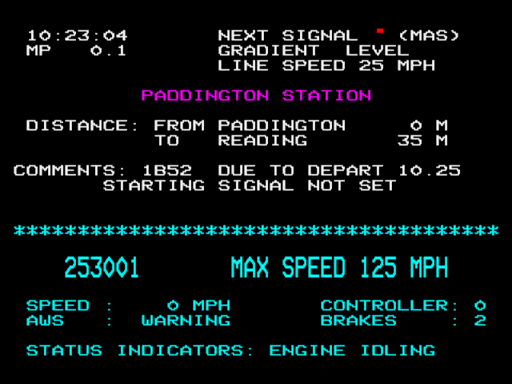 10:23:04 NEXT SIGNAL (MAS)
MP 0.1 GRADIENT LEVEL
LINE SPEED 25 MPH
PADDINGTON STATION
DISTANCE: FROM PADDINGTON 0 M
TO READING 35 M
COMMENTS: 1B52 DUE TO DEPART 10.25
STARTING SIGNAL NOT SET
**************************************
253001 MAX SPEED 125 MPH
SPEED : 0 MPH CONTROLLER: 0
AWS : WARNING BRAKES : 2
STATUS INDICATORS: ENGINE IDLING